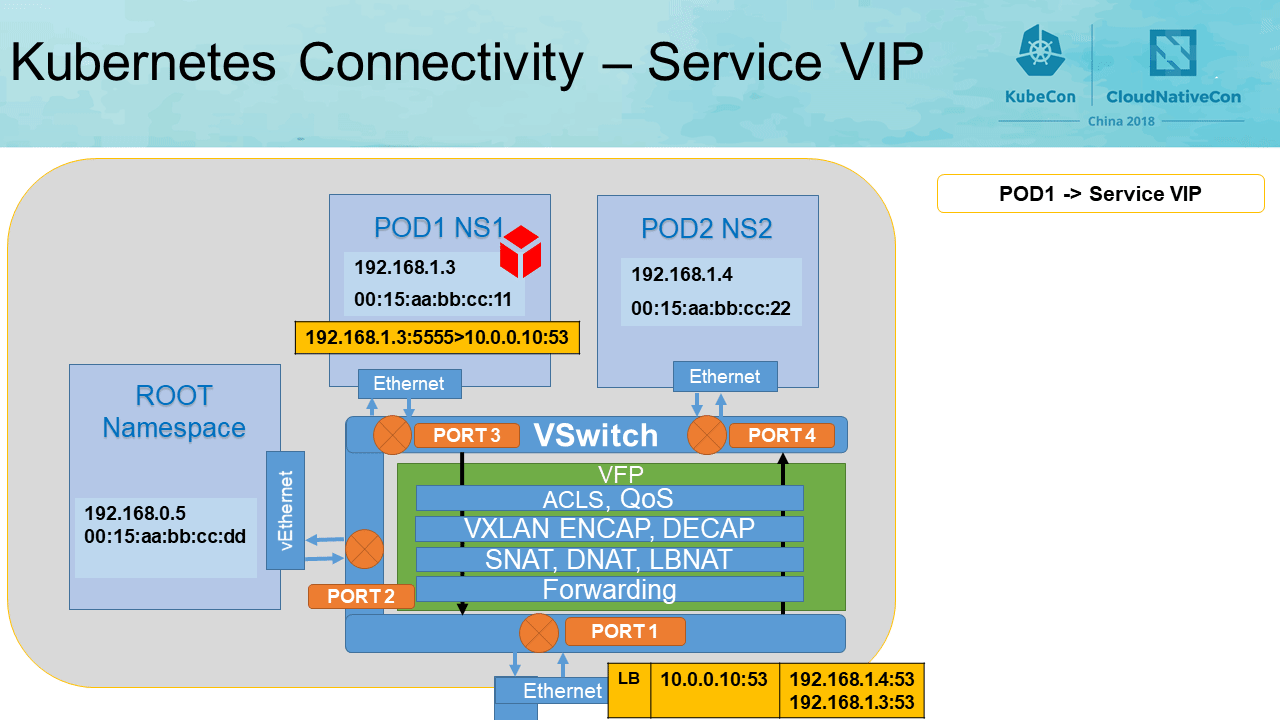 Kubernetes Connectivity – Service VIP
KubeCon
CloudNativeCon
China 2018
POD1 -> Service VIP
POD1 NS1
192.168.1.3
00:15:aa:bb:cc:11
192.168.1.3:5555>10.0.0.10:53
Ethernet
POD2 NS2
192.168.1.4
00:15:aa:bb:cc:22
Ethernet
ROOT
Namespace
192.168.0.5
00:15:aa:bb:cc:dd
vEthernet
PORT 3
VSwitch
PORT 4
VFP
ACLS, QoS
VXLAN ENCAP, DECAP
SNAT, DNAT, LBNAT
Forwarding
PORT 2
PORT 1
Ethernet
LB
10.0.0.10:53
192.168.1.4:53
192.168.1.3:53